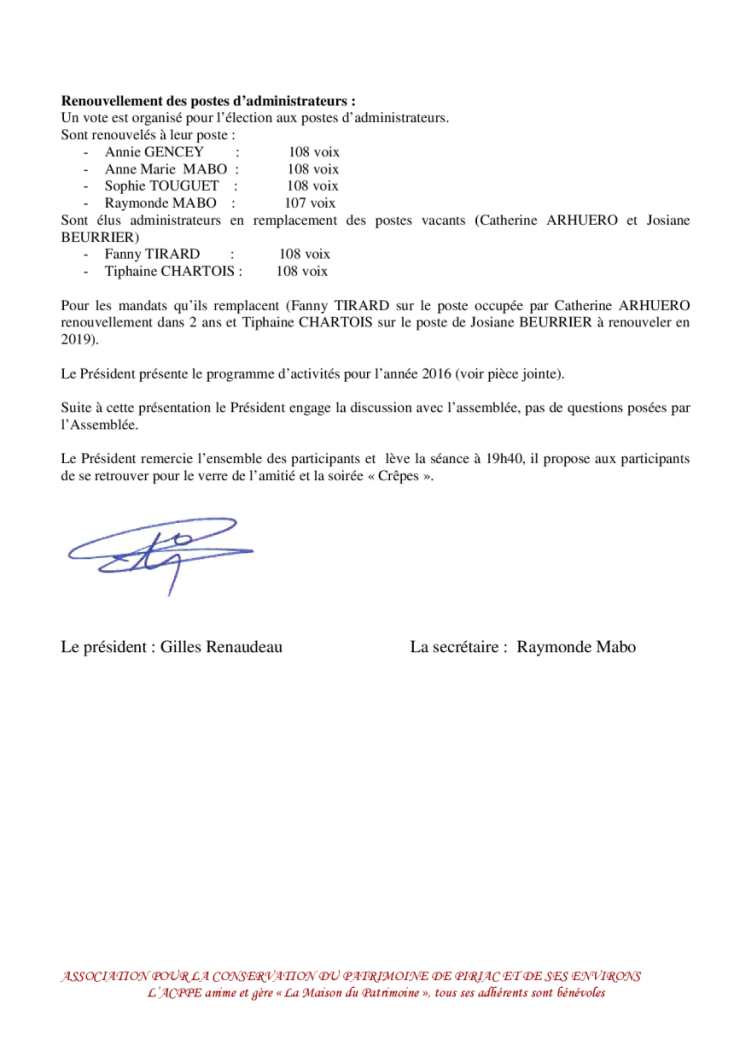 Renouvellement des postes d'administrateurs :
Un vote est organisé pour l'élection aux postes d'administrateurs.
Sont renouvelés à leur poste :
- Annie GENCEY : 108 voix
- Anne Marie MABO : 108 voix
- Sophie TOUGUET : 108 voix
- Raymonde MABO : 107 voix
Sont élus administrateurs en remplacement des postes vacants (Catherine ARHUERO et Josiane
BEURRIER)
- Fanny TIRARD : 108 voix
- Tiphaine CHARTOIS : 108 voix
Pour les mandats qu'ils remplacent (Fanny TIRARD sur le poste occupée par Catherine ARHUERO
renouvellement dans 2 ans et Tiphaine CHARTOIS sur le poste de Josiane BEURRIER à renouveler en
2019).
Le Président présente le programme d'activités pour l'année 2016 (voir pièce jointe).
Suite à cette présentation le Président engage la discussion avec l'assemblée, pas de questions posées par
l'Assemblée.
Le Président remercie l'ensemble des participants et lève la séance à 19h40, il propose aux participants
de se retrouver pour le verre de l'amitié et la soirée « Crêpes ».
Le président : Gilles Renaudeau La secrétaire : Raymonde Mabo
ASSOCIATION POUR LA CONSERVATION DU PATRIMOINE DE PIRIAC ET DE SES ENVIRONS
L'ACPPE anime et gère « La Maison du Patrimoine », tous ses adhérents sont bénévoles